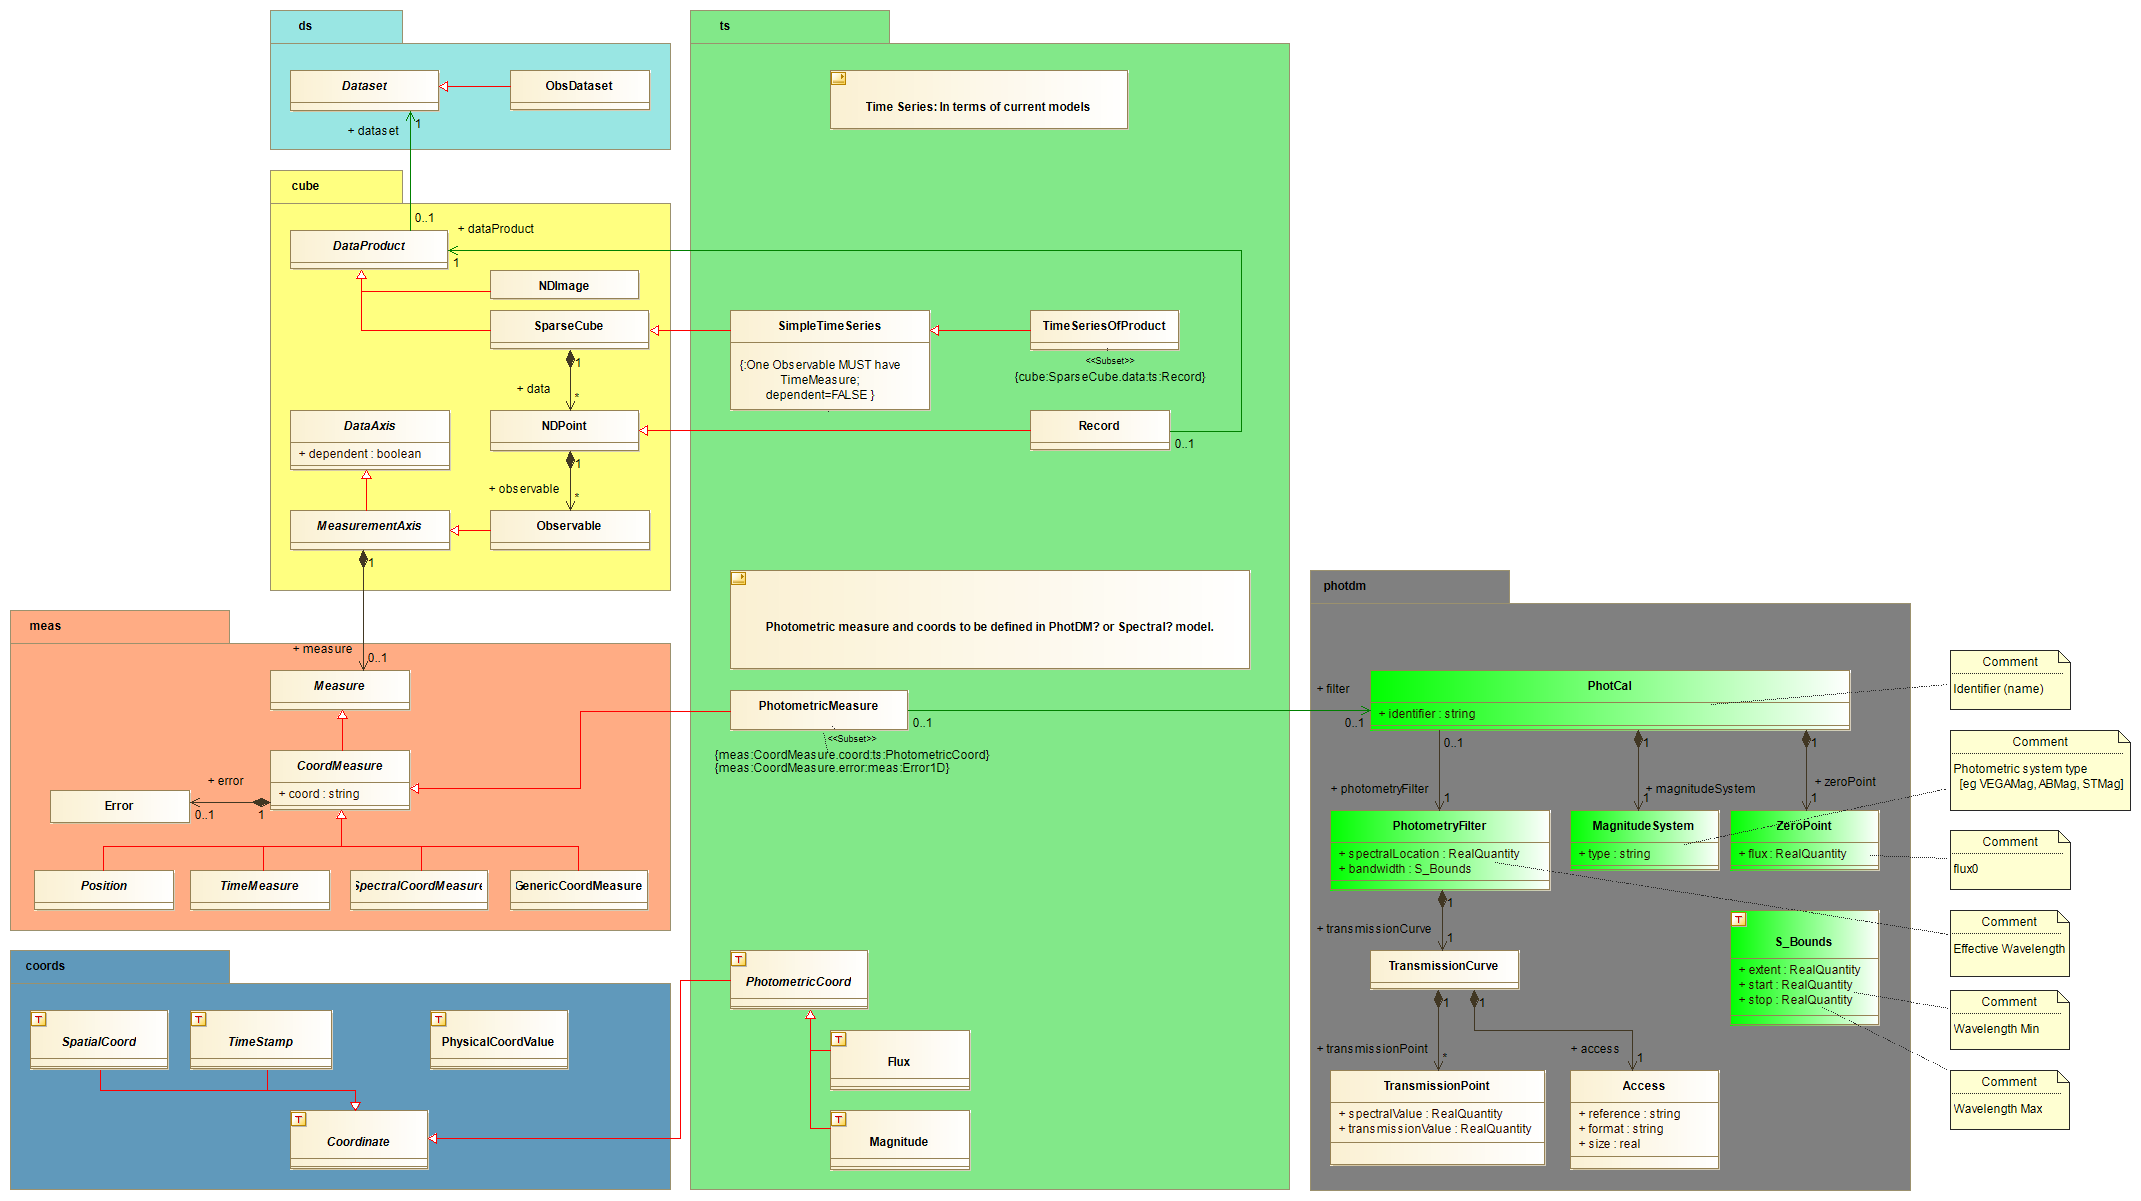 ds
Dataset
ObsDataset
+ dataset
1
cube
0..1
+ dataProduct
DataProduct
1
NDImage
SparseCube
1
+ data
*
DataAxis
+ dependent : boolean
NDPoint
1
+ observable
*
MeasurementAxis
Observable
1
meas
+ measure
0..1
Measure
CoordMeasure
+ coord : string
+ error
Error
0..1
1
Position
TimeMeasure
SpectralCoordMeasure
GenericCoordMeasure
coords
T
SpatialCoord
T
TimeStamp
T
PhysicalCoordValue
T
Coordinate
ts
Time Series: In terms of current models
SimpleTimeSeries
{:One Observable MUST have
TimeMeasure;
dependent=FALSE }
TimeSeriesOfProduct
<<Subset>>
{cube:SparseCube.data:ts:Record}
Record
0..1
Photometric measure and coords to be defined in PhotDM? or Spectral? model.
PhotometricMeasure
0..1
<<Subset>>
{meas:CoordMeasure.coord:ts:PhotometricCoord}
{meas:CoordMeasure.error:meas:Error1D}
T
PhotometricCoord
T
Flux
T
Magnitude
photdm
+ filter
0..1
PhotCal
+ identifier : string
0..1
1
1
+ photometryFilter
1
+ magnitudeSystem
1
+ zeroPoint
1
PhotometryFilter
+ spectralLocation : RealQuantity
+ bandwidth : S_Bounds
MagnitudeSystem
+ type : string
ZeroPoint
+ flux : RealQuantity
1
+ transmissionCurve
1
TransmissionCurve
1
1
+ transmissionPoint
*
+ access
1
T
S_Bounds
+ extent : RealQuantity
+ start : RealQuantity
+ stop : RealQuantity
TransmissionPoint
+ spectralValue : RealQuantity
+ transmissionValue : RealQuantity
Access
+ reference : string
+ format : string
+ size : real
Comment
Identifier (name)
Comment
Photometric system type
[eg VEGAMag, ABMag, STMag]
Comment
flux0
Comment
Effective Wavelength
Comment
Wavelength Min
Comment
Wavelength Max